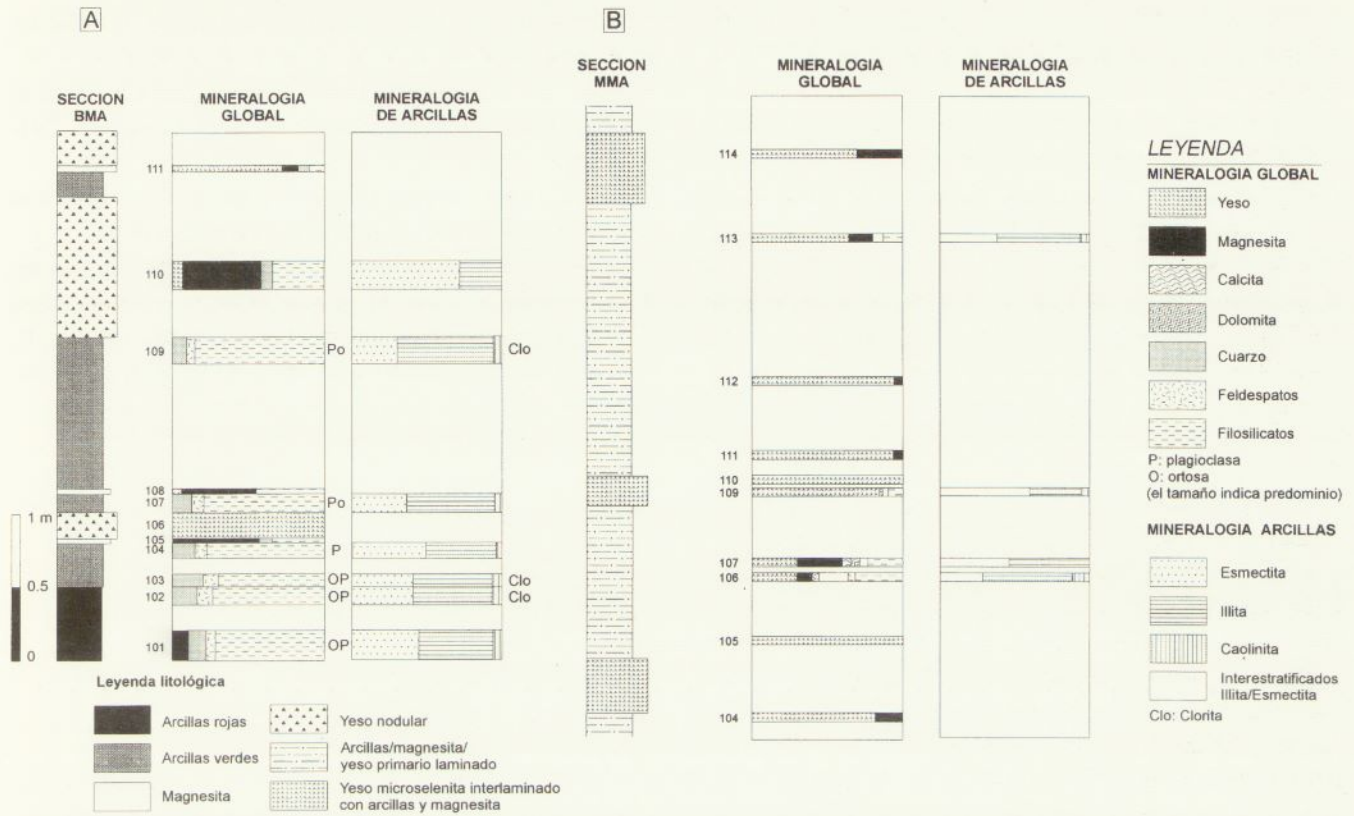 A
SECCION
BMA
MINERALOGIA
GLOBAL
MINERALOGIA
DE ARCILLAS
111
110
109
Po
Clo
108
107
Po
106
105
104
P
103
OP
Clo
102
OP
Clo
101
OP
1 m
0.5
0
Leyenda litológica
Arcillas rojas
Yeso nodular
Arcillas verdes
Arcillas/magnesita/
yeso primario laminado
Magnesita
Yeso microselenita interlaminado
con arcillas y magnesita
B
SECCION
MMA
MINERALOGIA
GLOBAL
MINERALOGIA
DE ARCILLAS
114
113
112
111
110
109
107
106
105
104
LEYENDA
MINERALOGIA GLOBAL
Yeso
Magnesita
Calcita
Dolomita
Cuarzo
Feldespatos
Filosilicatos
P: plagioclasa
O: ortosa
(el tamaño indica predominio)
MINERALOGIA ARCILLAS
Esmectita
Illita
Caolinita
Interestratificados
Illita/Esmectita
Clo: Clorita